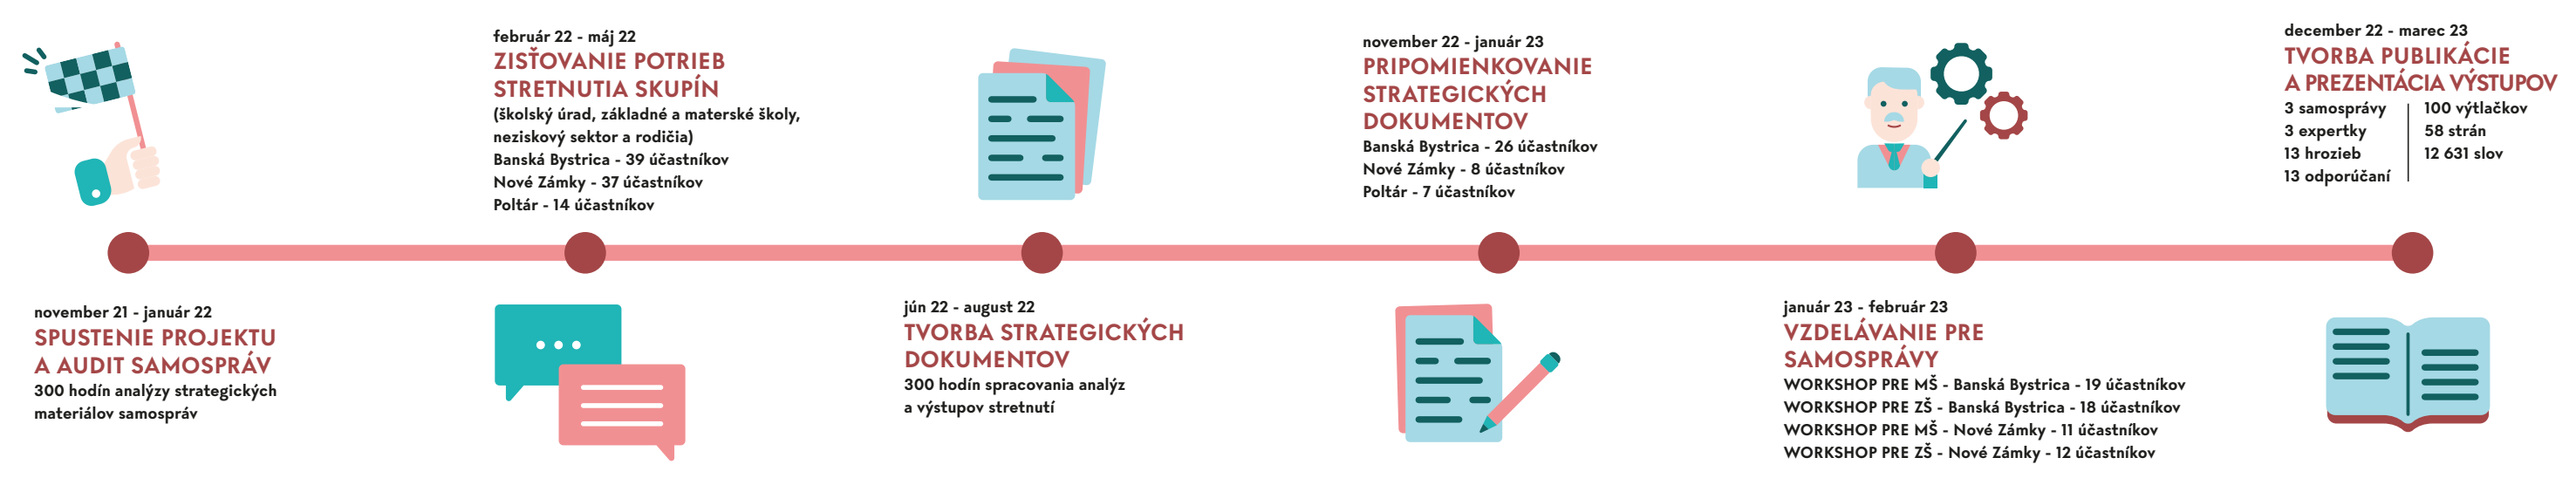 november 21 - január 22
SPUSTENIE PROJEKTU
A AUDIT SAMOSPRÁV
300 hodín analýzy strategických
materiálov samospráv
február 22 - máj 22
ZISŤOVANIE POTRIEB
STRETNUTIA SKUPÍN
(školský úrad, základné a materské školy,
neziskový sektor a rodičia)
Banská Bystrica - 39 účastníkov
Nové Zámky - 37 účastníkov
Poltár - 14 účastníkov
jún 22 - august 22
TVORBA STRATEGICKÝCH
DOKUMENTOV
300 hodín spracovania analýz
a výstupov stretnutí
november 22 - január 23
PRIPOMIENKOVANIE
STRATEGICKÝCH
DOKUMENTOV
Banská Bystrica - 26 účastníkov
Nové Zámky - 8 účastníkov
Poltár - 7 účastníkov
január 23 - február 23
VZDELÁVANIE PRE
SAMOSPRÁVY
WORKSHOP PRE MŠ - Banská Bystrica - 19 účastníkov
WORKSHOP PRE ZŠ - Banská Bystrica - 18 účastníkov
WORKSHOP PRE MŠ - Nové Zámky - 11 účastníkov
WORKSHOP PRE ZŠ - Nové Zámky - 12 účastníkov
december 22 - marec 23
TVORBA PUBLIKÁCIE
A PREZENTÁCIA VÝSTUPOV
3 samosprávy
3 expertky
13 hrozieb
13 odporúčaní
100 výtlačkov
58 strán
12 631 slov